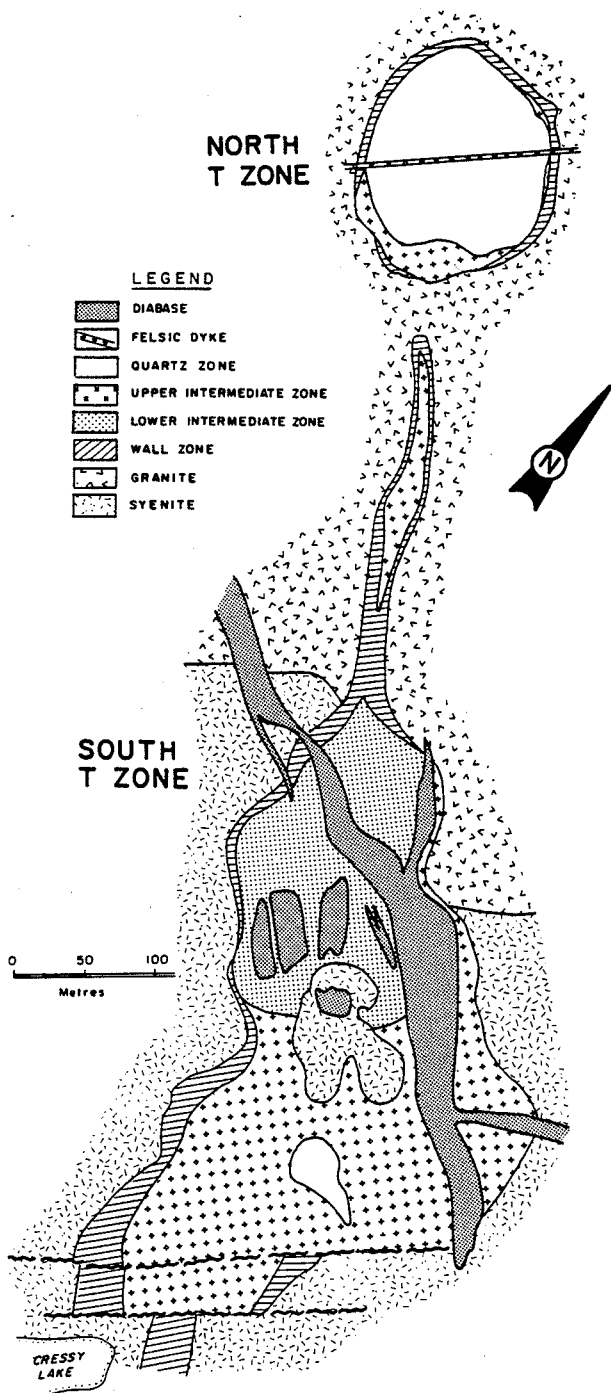 NORTH
T ZONE
LEGEND
DIABASE
FELSIC DYKE
QUARTZ ZONE
UPPER INTERMEDIATE ZONE
LOWER INTERMEDIATE ZONE
WALL ZONE
GRANITE
SYENITE
N
SOUTH
T ZONE
0 50 100
Metres
CRESSY
LAKE